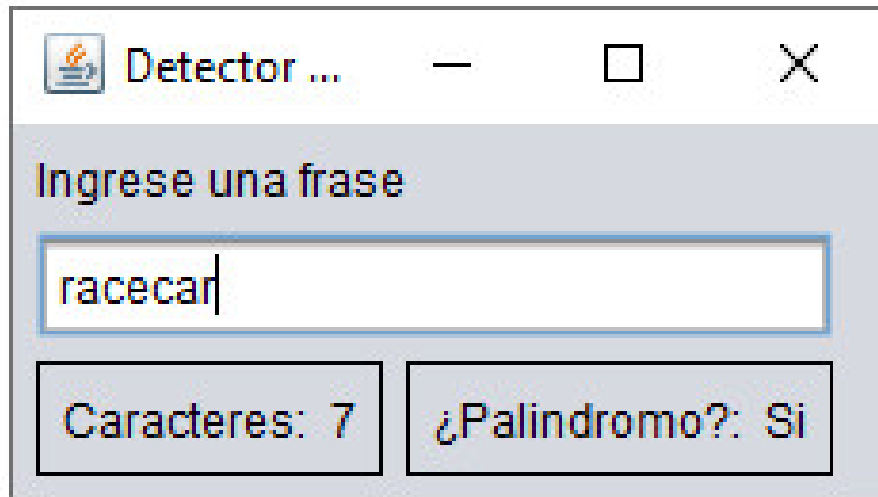 Detector ...
Ingrese una frase
racecar
Caracteres: 7 ¿Palindromo?: Si